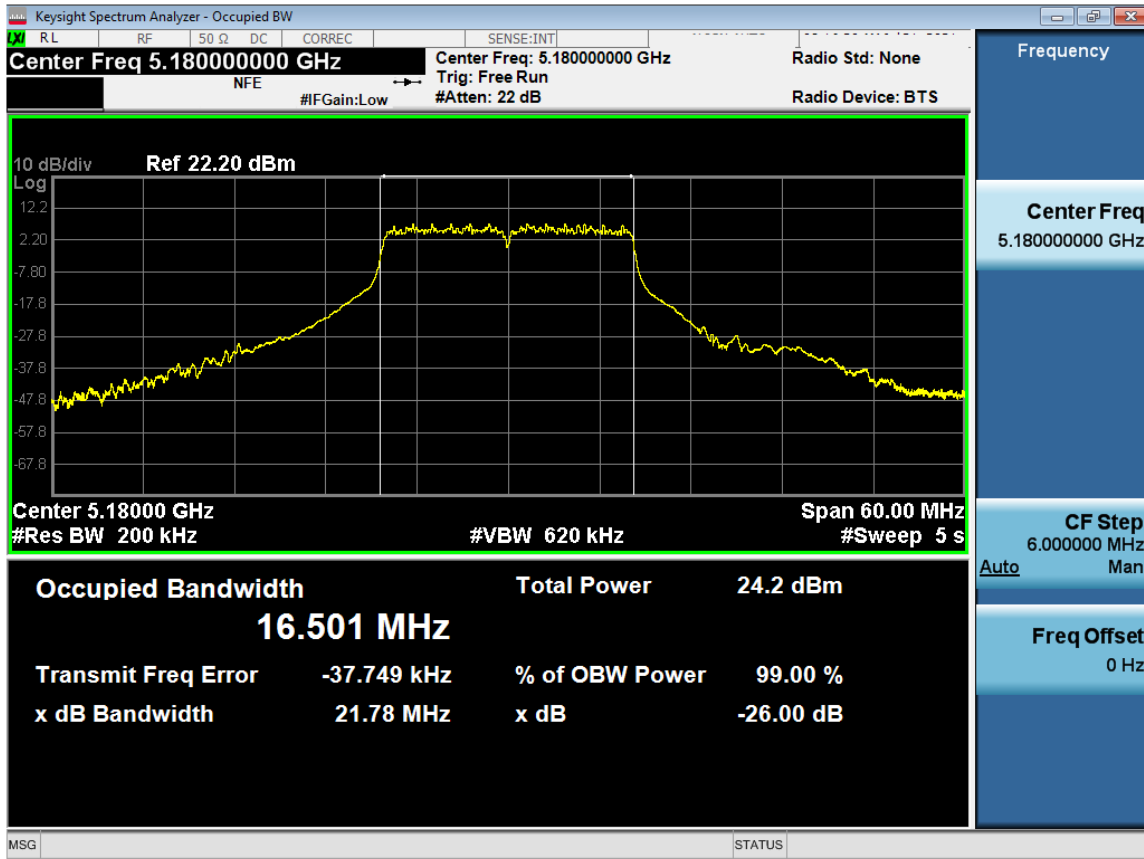 Keysight Spectrum Analyzer - Occupied BW
LXI RL RF 50 Ω DC CORREC SENSE:INT
Center Freq 5.180000000 GHz
NFE
#IFGain:Low
Center Freq: 5.180000000 GHz
Trig: Free Run
#Atten: 22 dB
Radio Std: None
Radio Device: BTS
10 dB/div Ref 22.20 dBm
Log
12.2
2.20
-7.80
-17.8
-27.8
-37.8
-47.8
-57.8
-67.8
Center 5.18000 GHz Span 60.00 MHz
#Res BW 200 kHz #VBW 620 kHz #Sweep 5 s
Occupied Bandwidth Total Power 24.2 dBm
16.501 MHz
Transmit Freq Error -37.749 kHz % of OBW Power 99.00 %
x dB Bandwidth 21.78 MHz x dB -26.00 dB
Frequency
Center Freq
5.180000000 GHz
CF Step
6.000000 MHz
Auto Man
Freq Offset
0 Hz
MSG STATUS